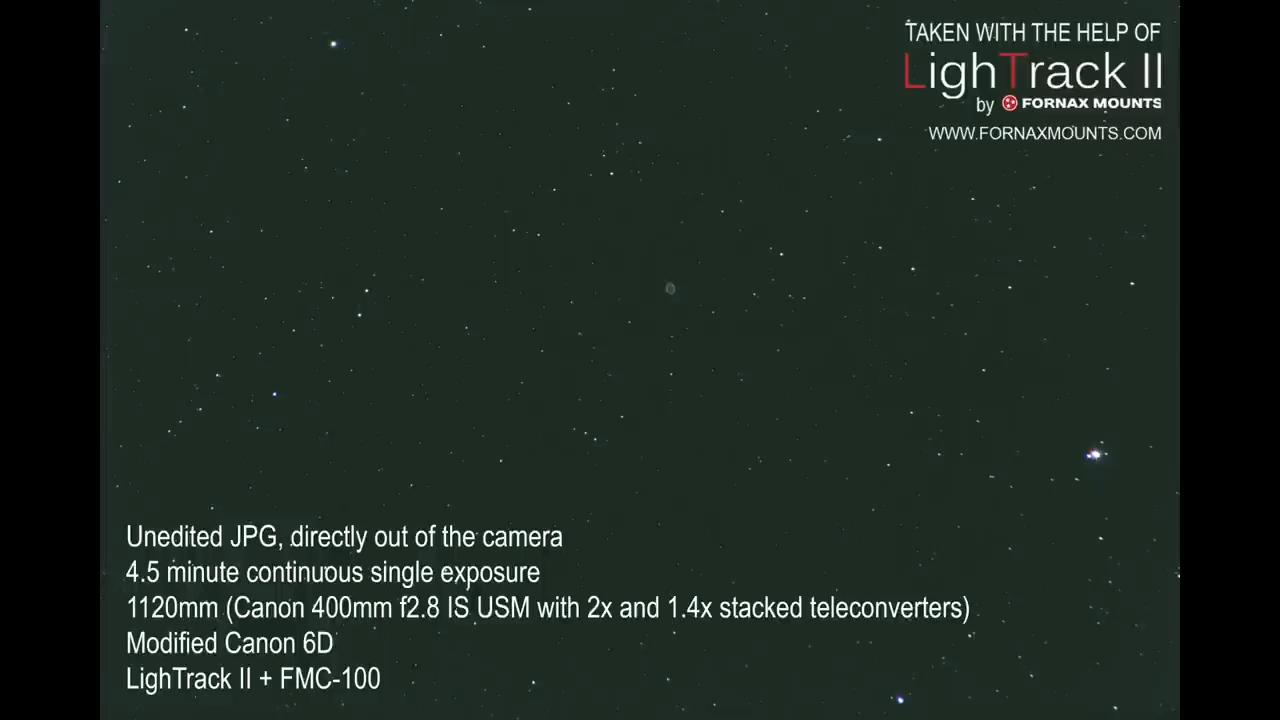 TAKEN WITH THE HELP OF
LighTrack II
by FORNAX MOUNTS
WWW.FORNAXMOUNTS.COM
Unedited JPG, directly out of the camera
4.5 minute continuous single exposure
1120mm (Canon 400mm f2.8 IS USM with 2x and 1.4x stacked teleconverters)
Modified Canon 6D
LighTrack II + FMC-100